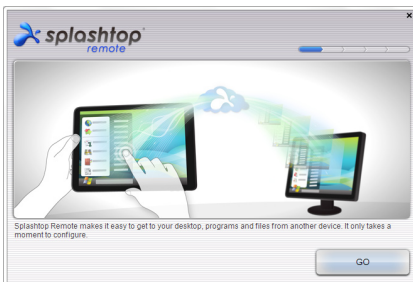 splashtop
remote
Splashtop Remote makes it easy to get to your desktop, programs and files from another device. It only takes a
moment to configure.
GO